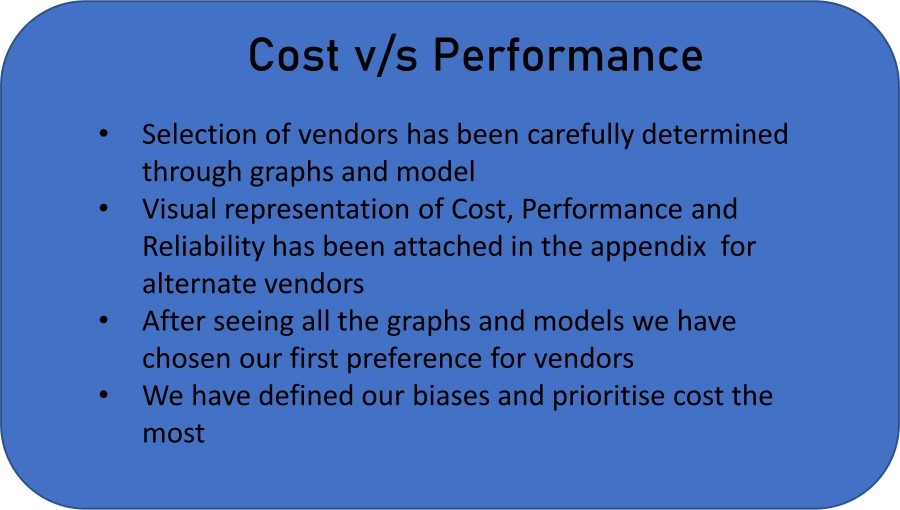 Cost v/s Performance
• Selection of vendors has been carefully determined
through graphs and model
• Visual representation of Cost, Performance and
Reliability has been attached in the appendix  for
alternate vendors
• After seeing all the graphs and models we have
chosen our first preference for vendors
• We have defined our biases and prioritise cost the
most